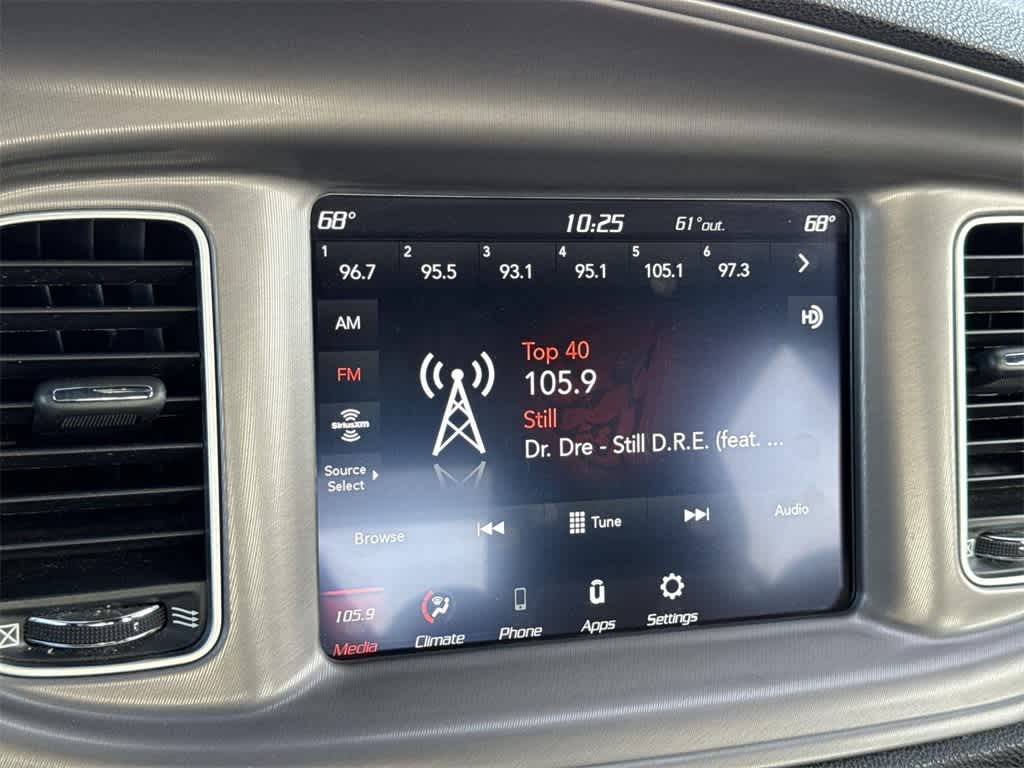 68° 10:25 61°out. 68°
1 96.7 2 95.5 3 93.1 4 95.1 5 105.1 6 97.3
AM
HD
FM
SiriusXM
Source
Select
Top 40
105.9
Still
Dr. Dre - Still D.R.E. (feat. ...
Browse Tune Audio
105.9
Media Climate Phone Apps Settings